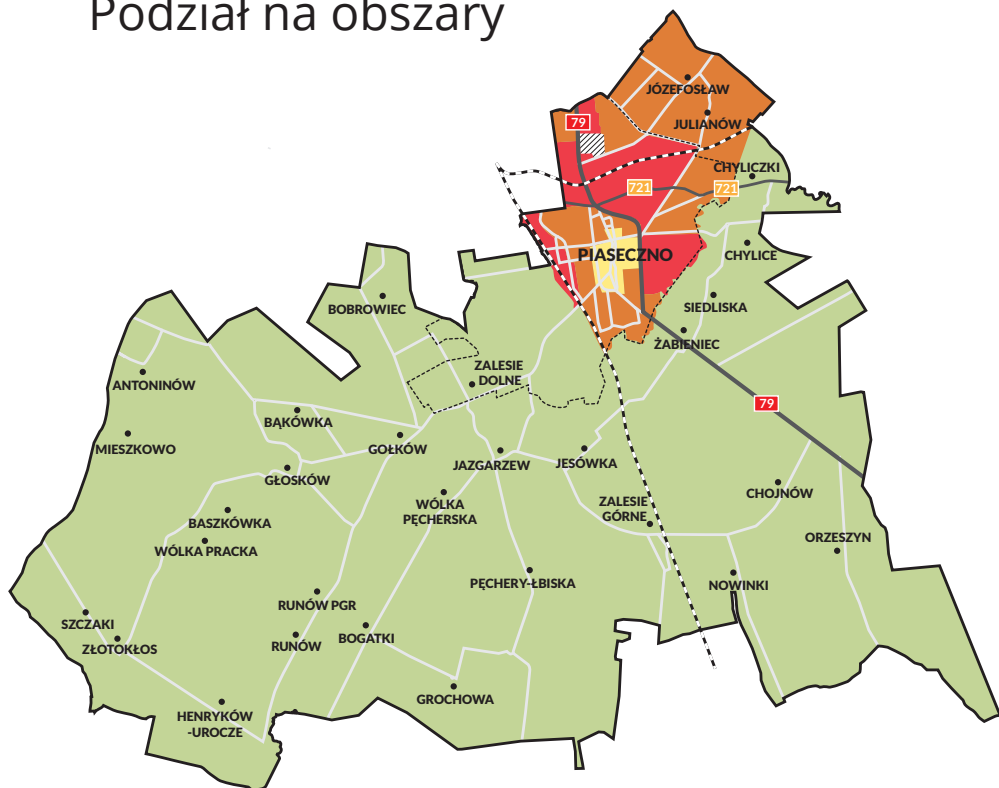 Podział na obszary
JÓZEFOSŁAW
79
JULIANÓW
CHYLICZKI
721
721
PIASECZNO
CHYLICE
BOBROWIEC
SIEDLISKA
ŻABIENIEC
ZALESIE
DOLNE
ANTONINÓW
79
BĄKÓWKA
MIESZKOWO
GOŁKÓW
JAZGARZEW
JESÓWKA
GŁOSKÓW
CHOJNÓW
WÓLKA
PĘCHERSKA
ZALESIE
GÓRNE
BASZKÓWKA
ORZESZYN
WÓLKA PRACKA
PĘCHERY-ŁBISKA
NOWINKI
RUNÓW PGR
SZCZAKI
BOGATKI
ZŁOTOKŁOS
RUNÓW
GROCHOWA
HENRYKÓW
-UROCZE